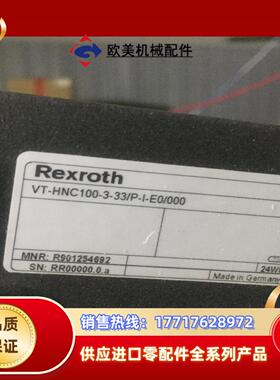 欧美机械配件
Rexroth
VT-HNC100-3-33/P-I-E0/000
MNR: R901254692
SN: RR00000.0.a
24W
Made in Germany
品质
保证
销售热线：17717628972
供应进口零配件全系列产品